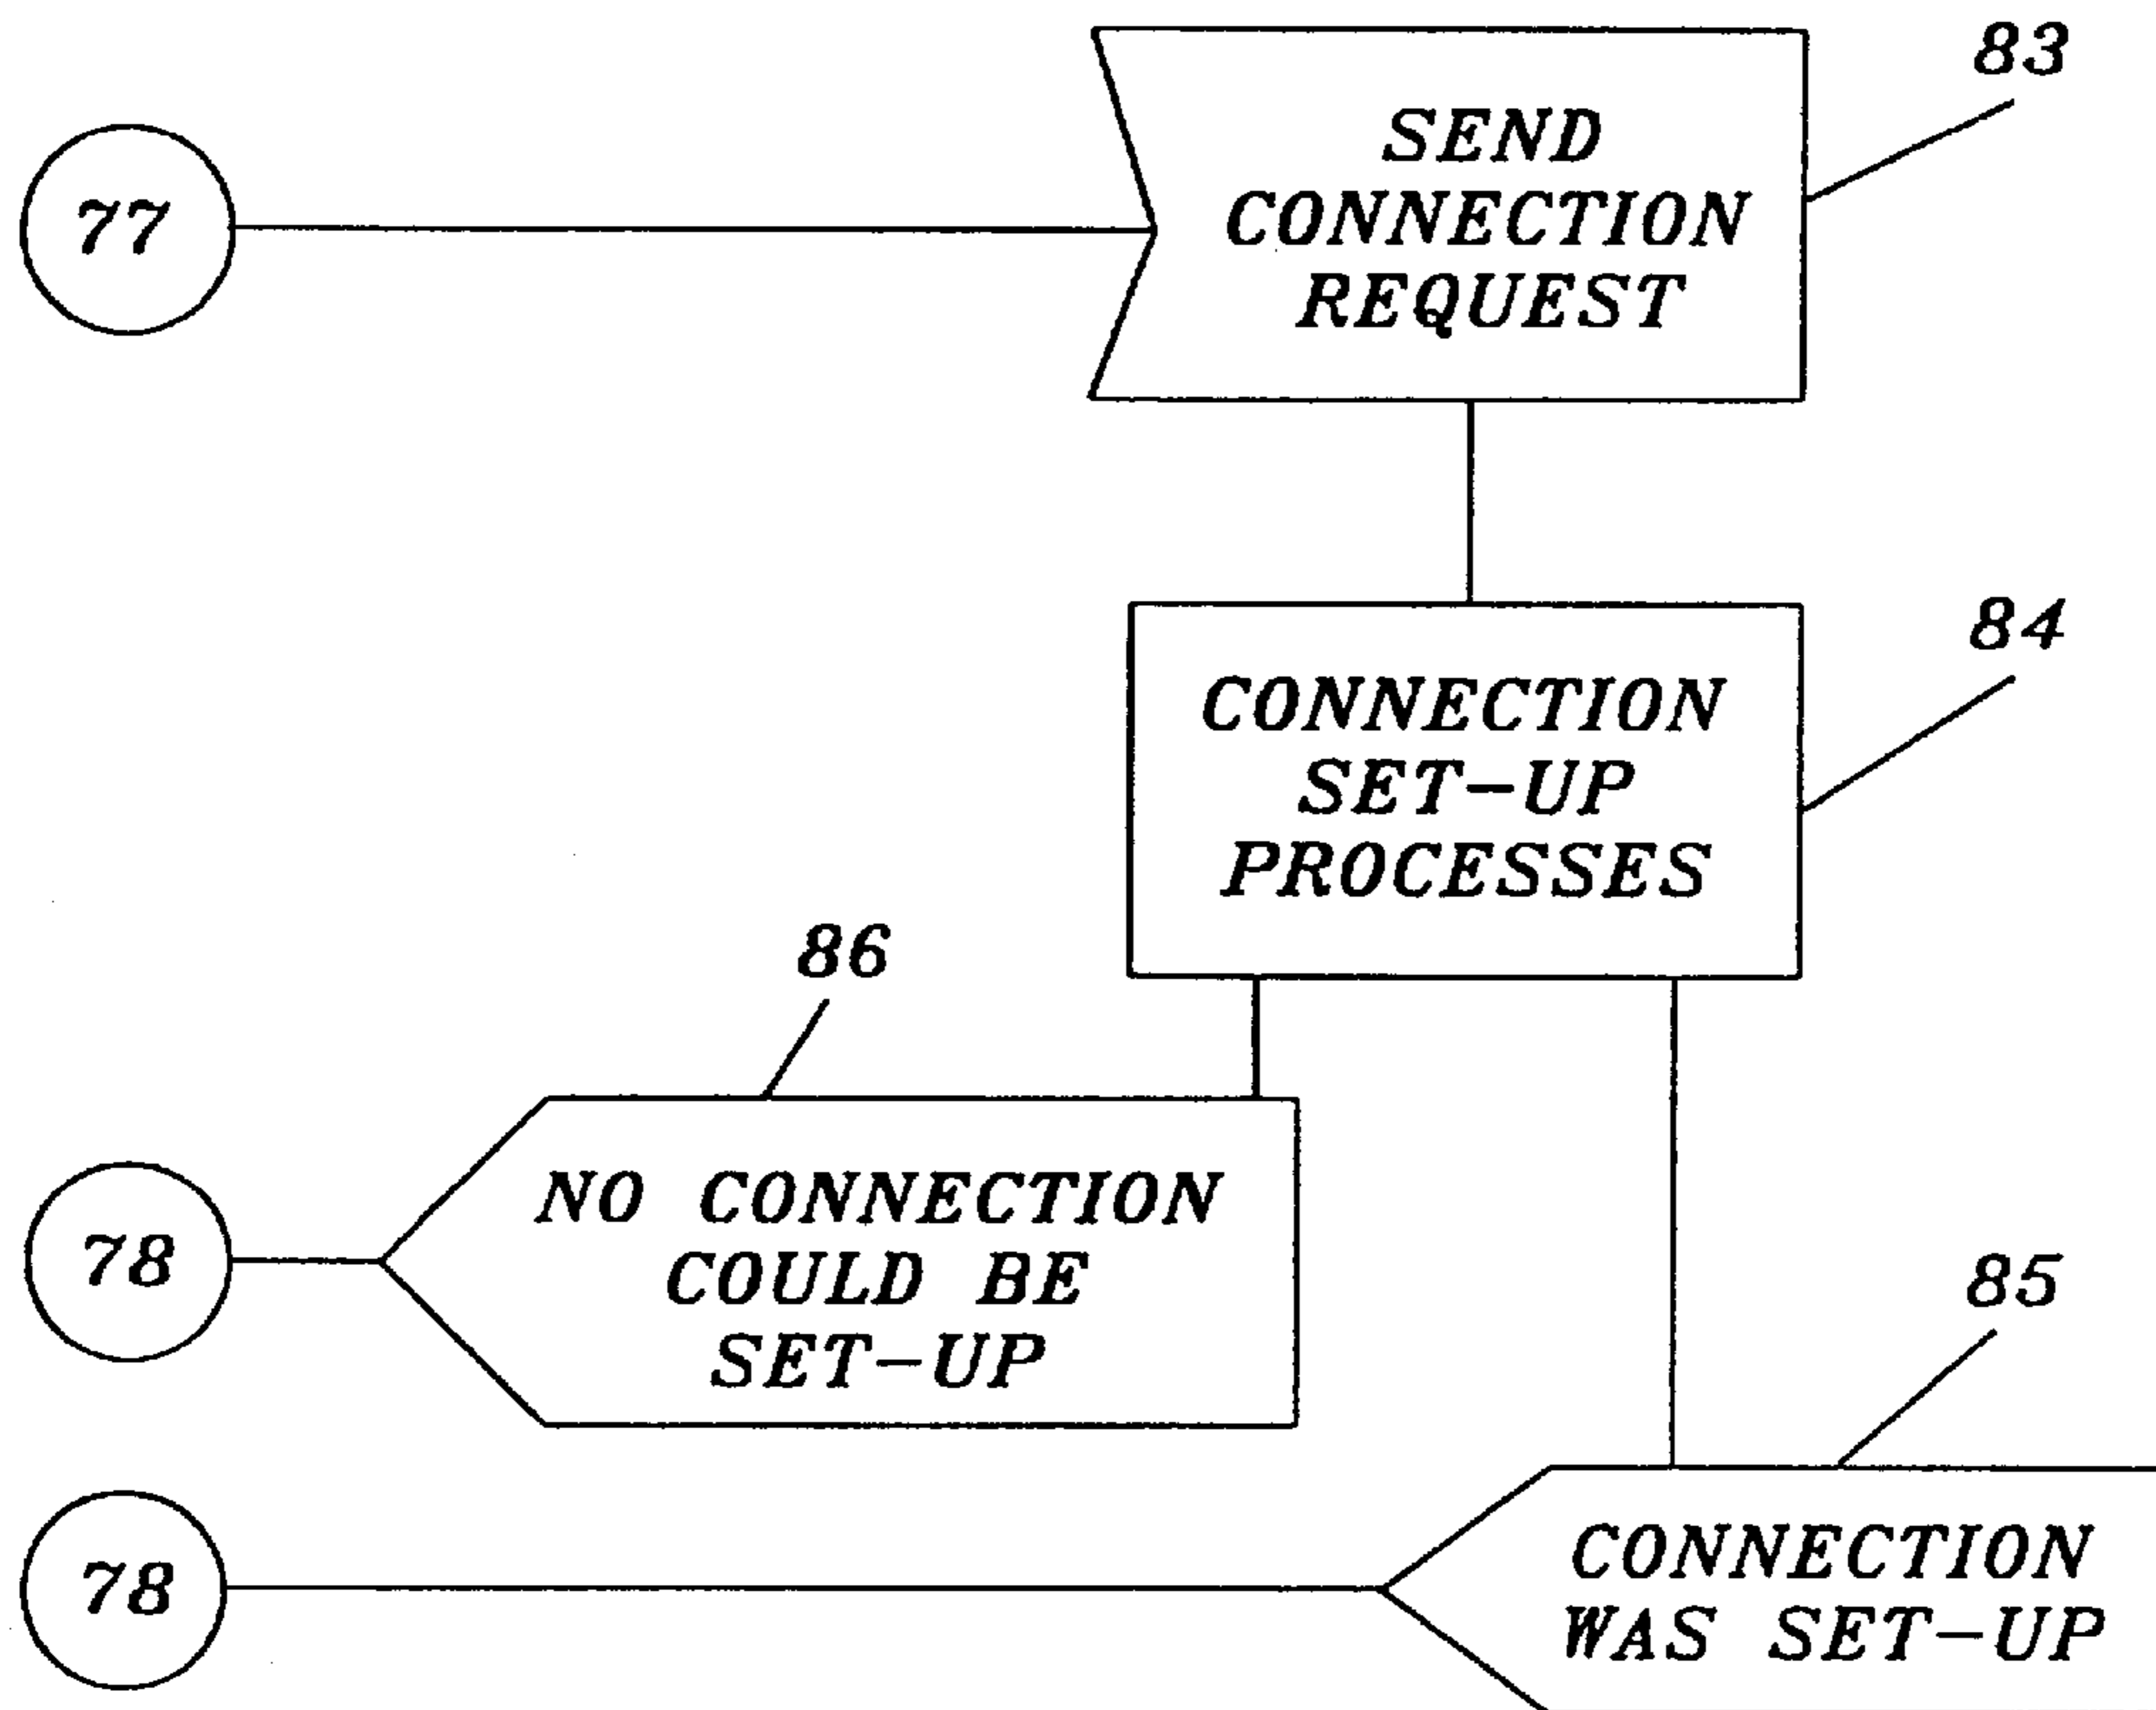 83
SEND
CONNECTION
REQUEST
77
84
CONNECTION
SET-UP
PROCESSES
86
NO CONNECTION
COULD BE
SET-UP
78
85
CONNECTION
WAS SET-UP
78